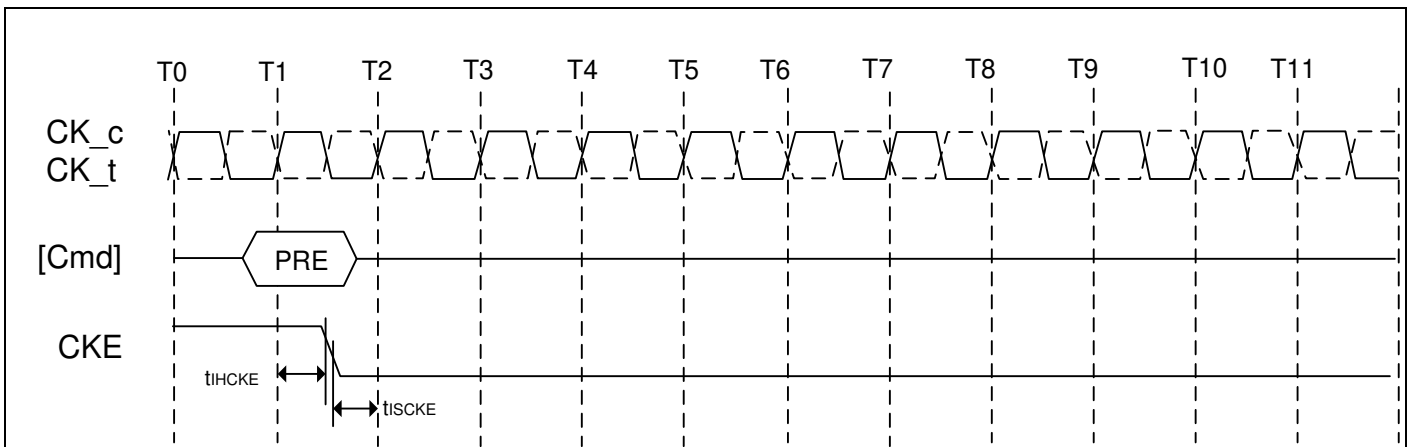 T0 T1 T2 T3 T4 T5 T6 T7 T8 T9 T10 T11
CK_c
CK_t
[Cmd] PRE
CKE
tIHCKE
tISCKE